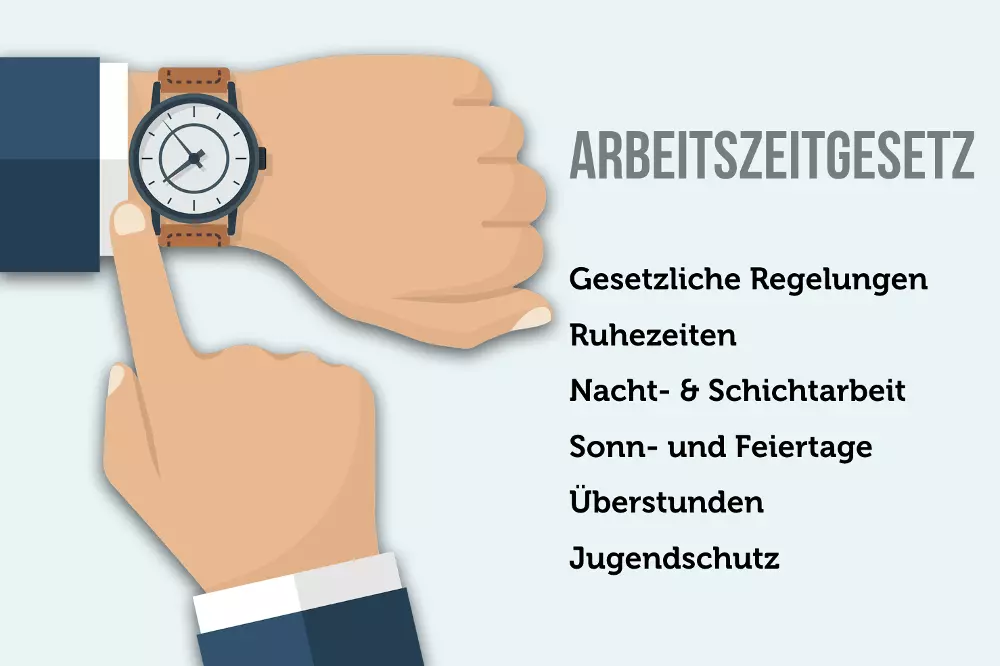 ARBEITSZEITGESETZ
Gesetzliche Regelungen
Ruhezeiten
Nacht- & Schichtarbeit
Sonn- und Feiertage
Überstunden
Jugendschutz